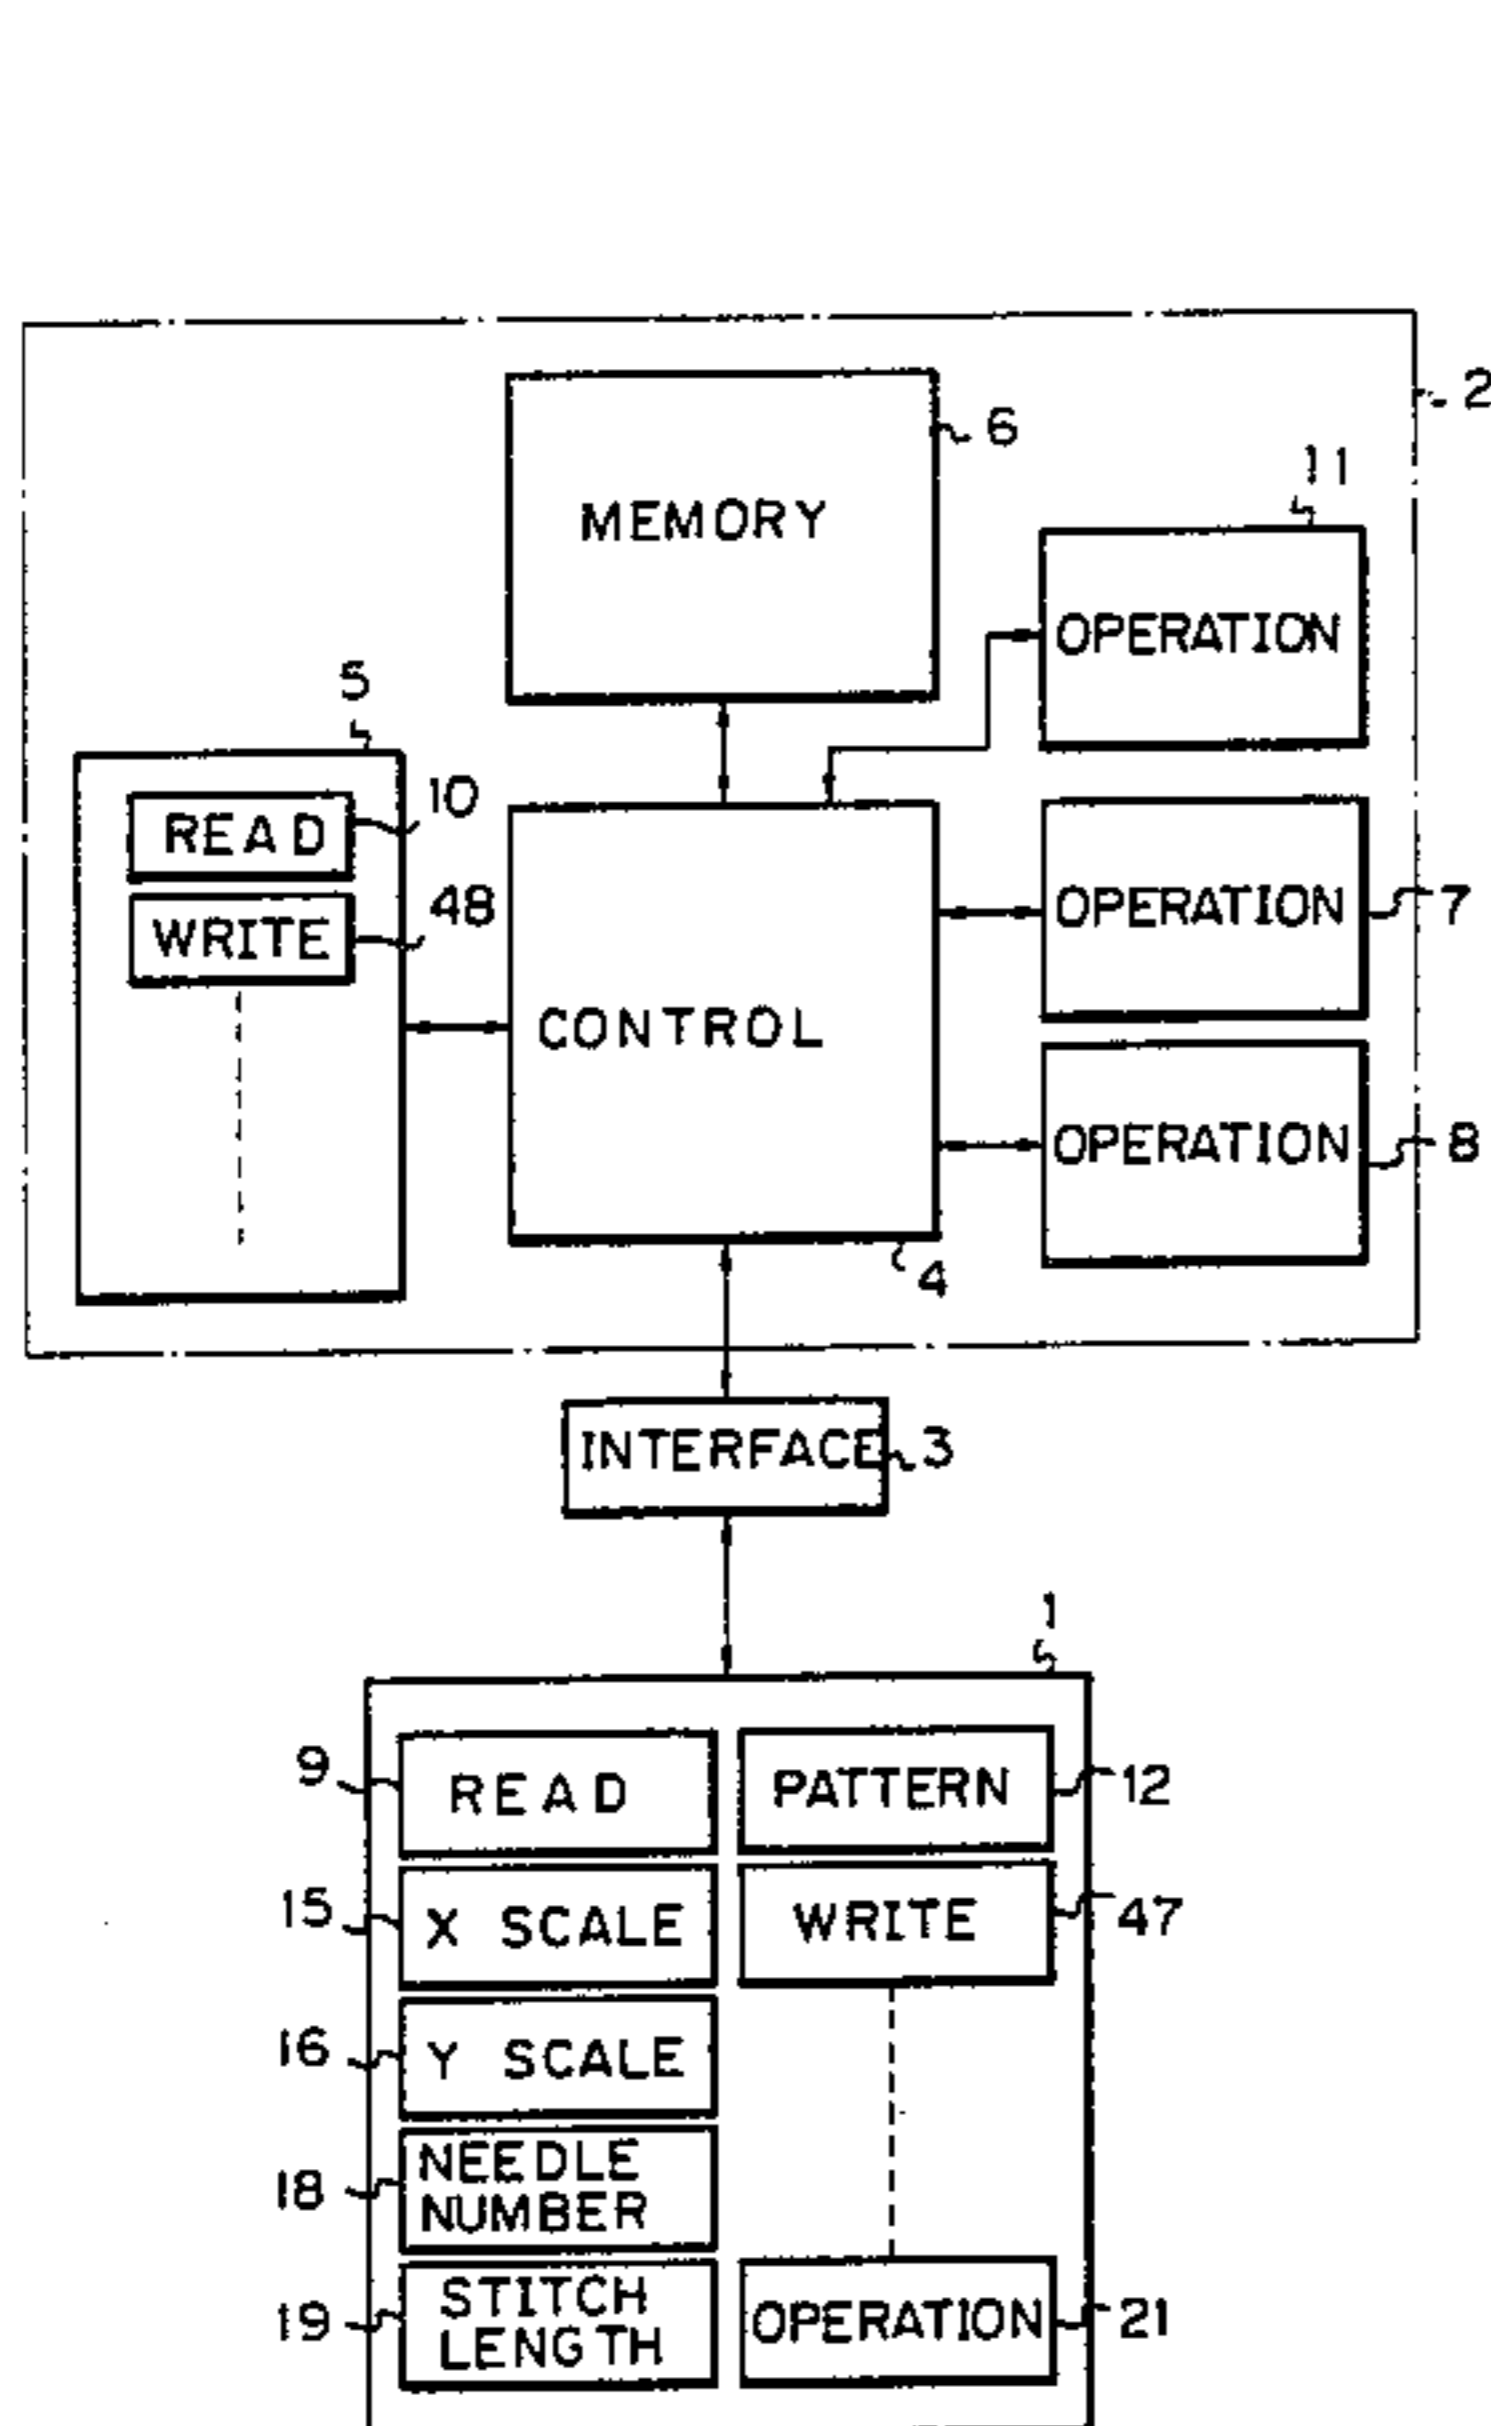 2
6
MEMORY
11
OPERATION
5
10
READ
48
WRITE
OPERATION
7
CONTROL
OPERATION
8
4
INTERFACE
3
1
9
READ
PATTERN
12
15
X SCALE
WRITE
47
16
Y SCALE
18
NEEDLE
NUMBER
19
STITCH
LENGTH
OPERATION
21